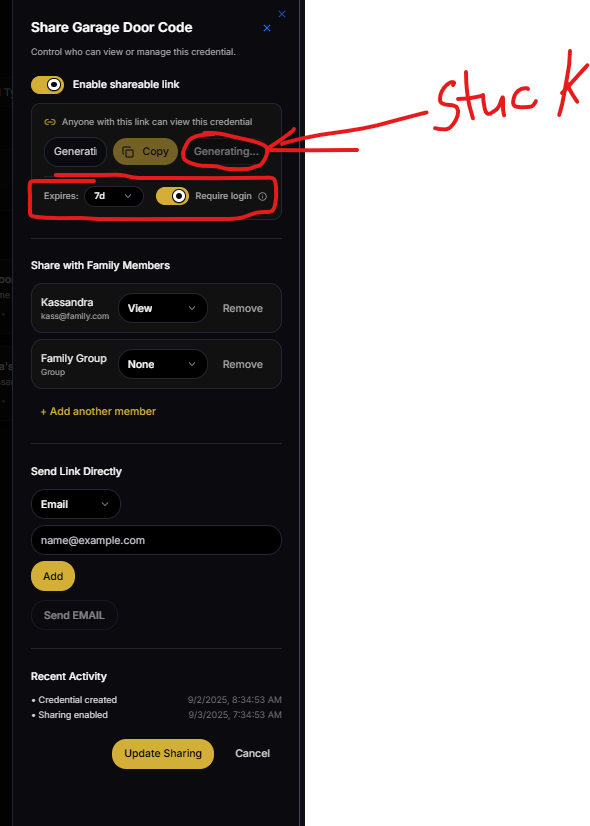 Share Garage Door Code
Control who can view or manage this credential.
Enable shareable link
Anyone with this link can view this credential
Generati Copy Generating...
Expires: 7d Require login
stuck
Share with Family Members
Kassandra
kass@family.com
View Remove
Family Group
Group
None Remove
+ Add another member
Send Link Directly
Email
name@example.com
Add
Send EMAIL
Recent Activity
• Credential created 9/2/2025, 8:34:53 AM
• Sharing enabled 9/3/2025, 7:34:53 AM
Update Sharing Cancel